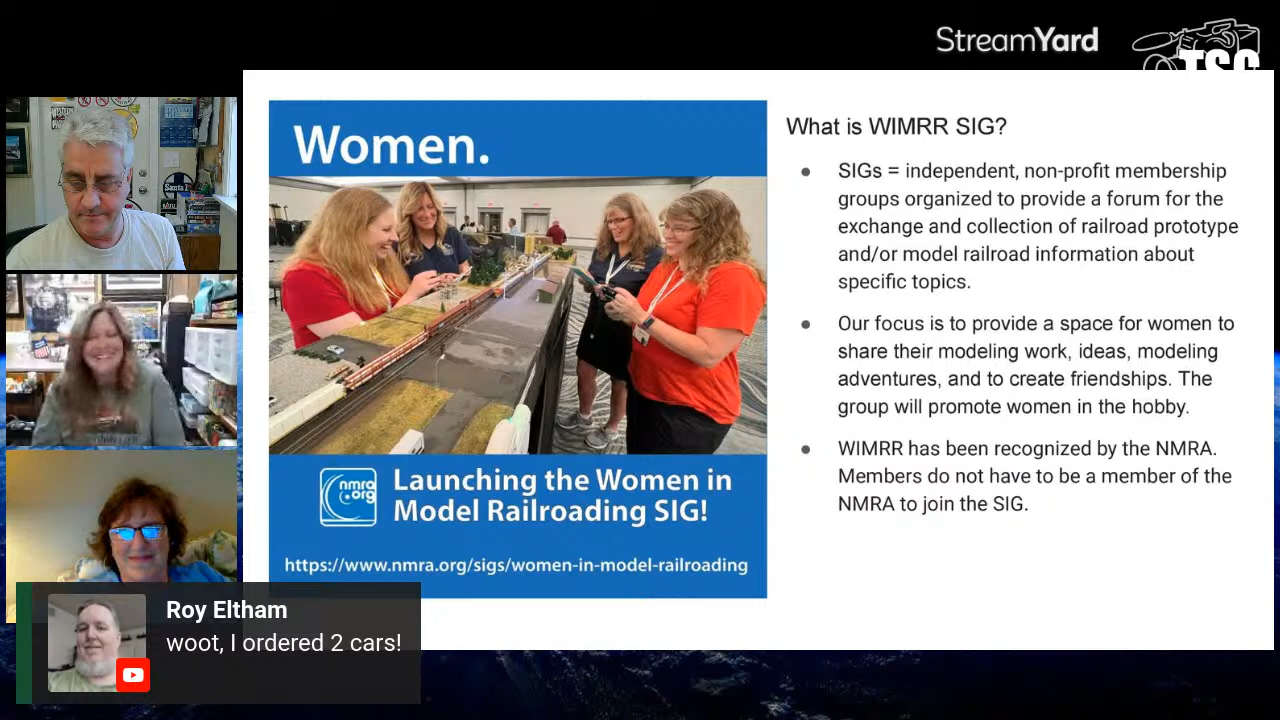 StreamYard
TSC
Women.
nmra
.org
Launching the Women in
Model Railroading SIG!
https://www.nmra.org/sigs/women-in-model-railroading
What is WIMRR SIG?
● SIGs = independent, non-profit membership
groups organized to provide a forum for the
exchange and collection of railroad prototype
and/or model railroad information about
specific topics.
● Our focus is to provide a space for women to
share their modeling work, ideas, modeling
adventures, and to create friendships. The
group will promote women in the hobby.
● WIMRR has been recognized by the NMRA.
Members do not have to be a member of the
NMRA to join the SIG.
Santa Fe
Roy Eltham
woot, I ordered 2 cars!